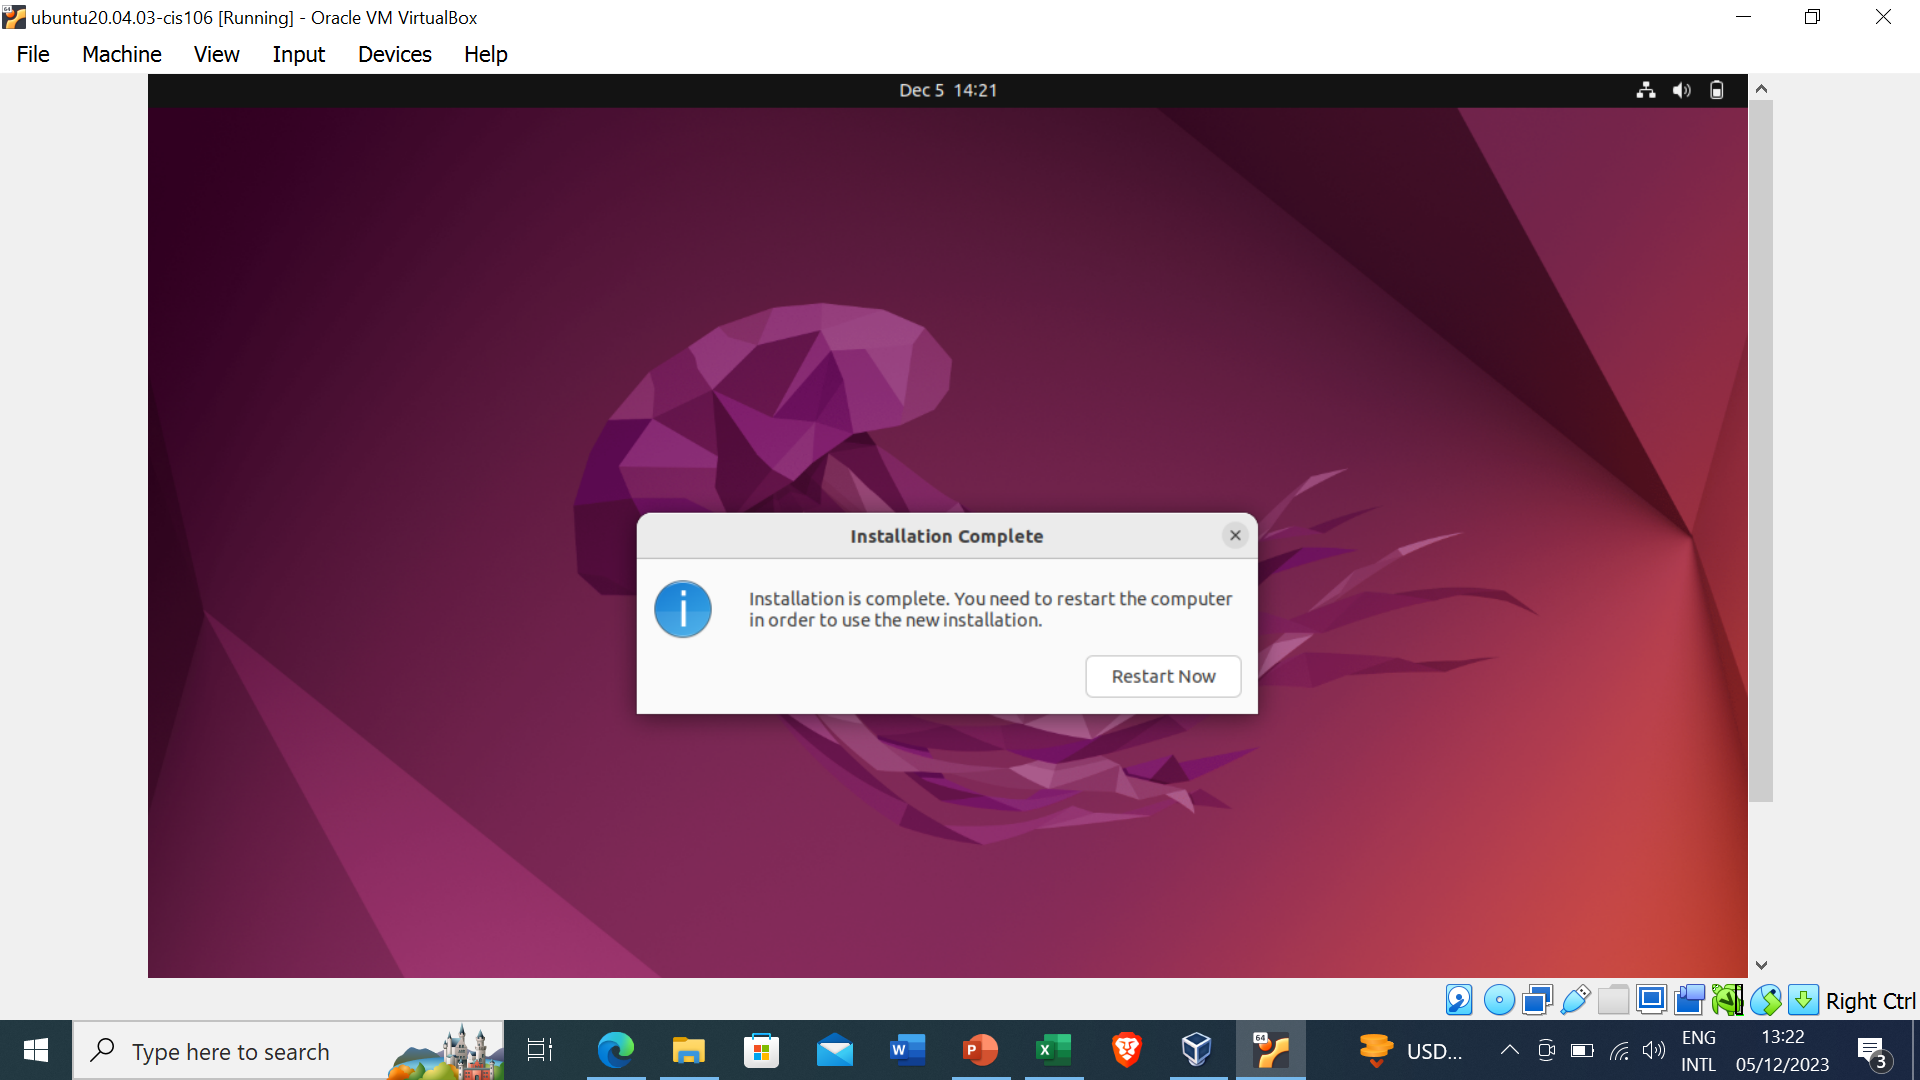 ubuntu20.04.03-cis106 [Running] - Oracle VM VirtualBox
File Machine View Input Devices Help
Dec 5 14:21
Installation Complete
Installation is complete. You need to restart the computer
in order to use the new installation.
Restart Now
Right Ctrl
Type here to search
W
P
X
64
USD...
ENG
INTL
13:22
05/12/2023
3